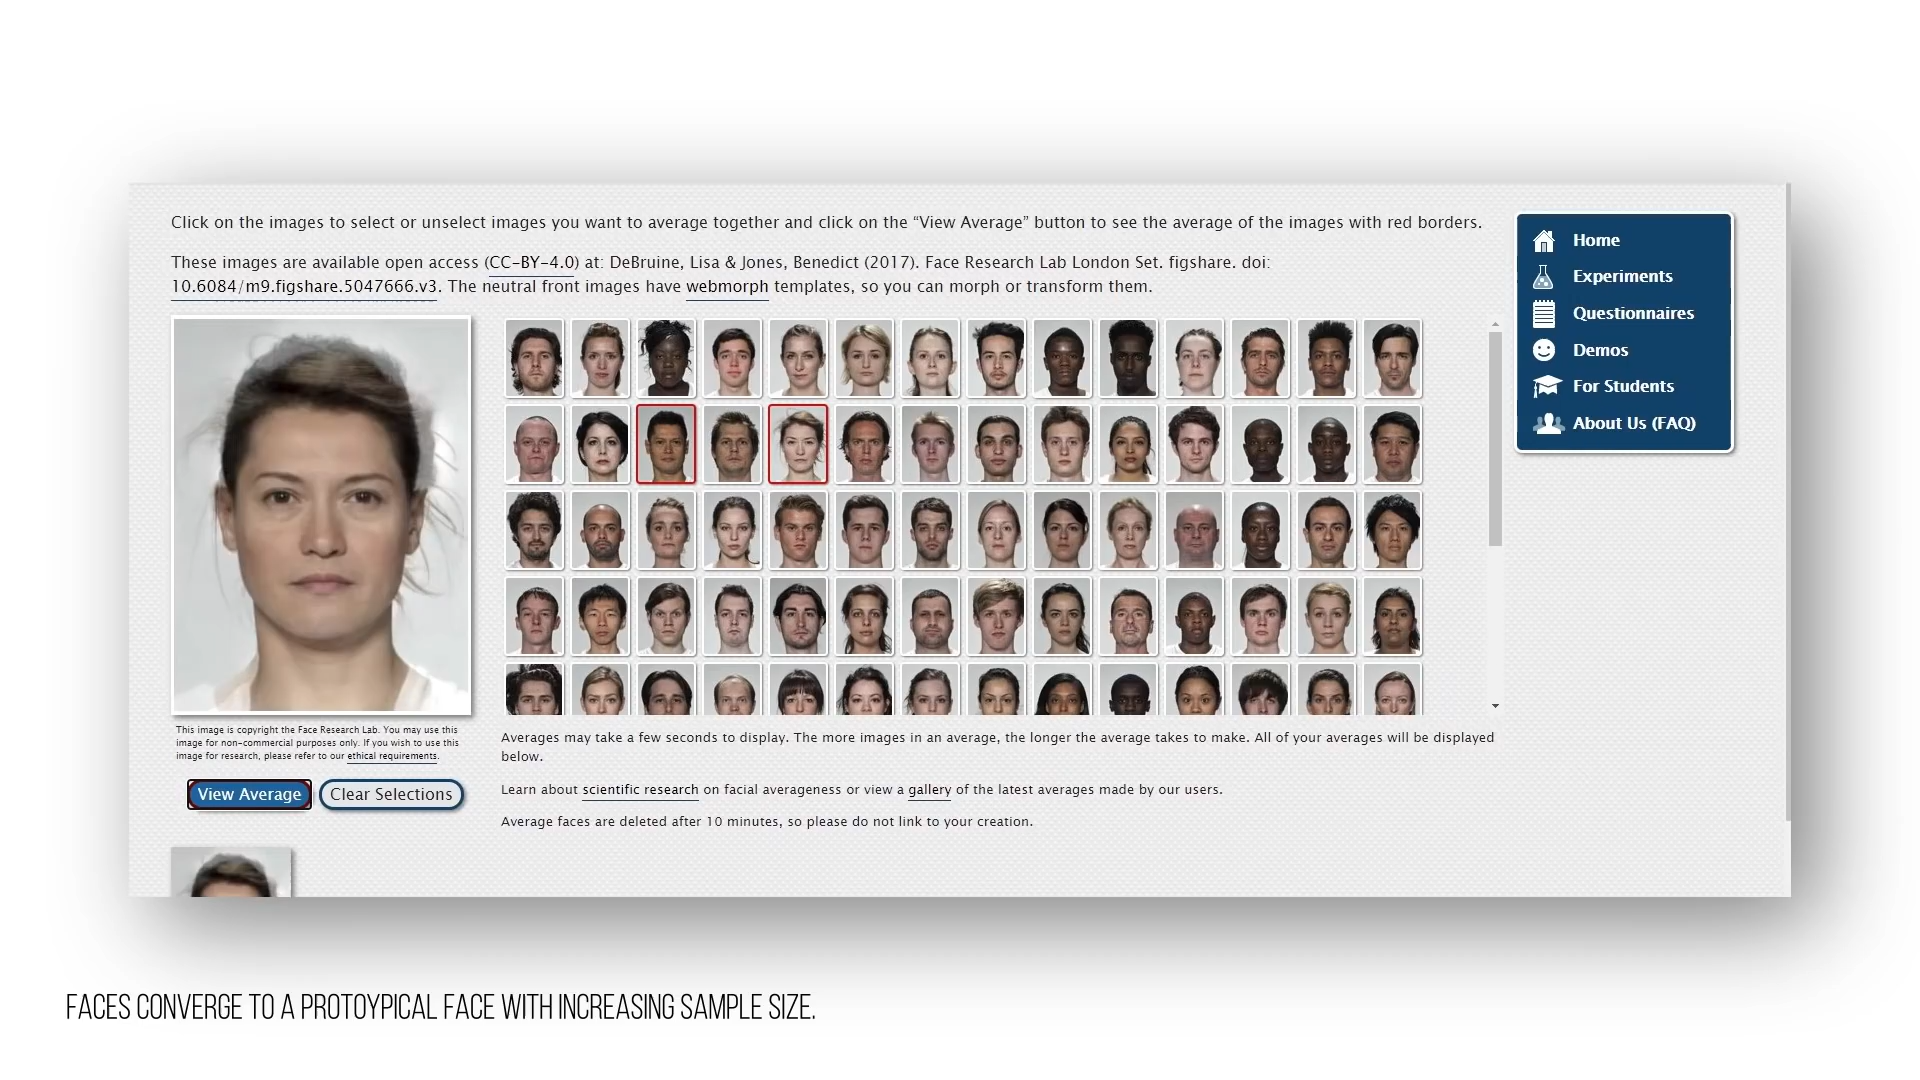 Click on the images to select or unselect images you want to average together and click on the “View Average” button to see the average of the images with red borders.
These images are available open access (CC-BY-4.0) at: DeBruine, Lisa & Jones, Benedict (2017). Face Research Lab London Set. figshare. doi:
10.6084/m9.figshare.5047666.v3. The neutral front images have webmorph templates, so you can morph or transform them.
Home
Experiments
Questionnaires
Demos
For Students
About Us (FAQ)
This image is copyright the Face Research Lab. You may use this
image for non-commercial purposes only. If you wish to use this
image for research, please refer to our ethical requirements.
View Average
Clear Selections
Averages may take a few seconds to display. The more images in an average, the longer the average takes to make. All of your averages will be displayed
below.
Learn about scientific research on facial averageness or view a gallery of the latest averages made by our users.
Average faces are deleted after 10 minutes, so please do not link to your creation.
FACES CONVERGE TO A PROTOYPICAL FACE WITH INCREASING SAMPLE SIZE.